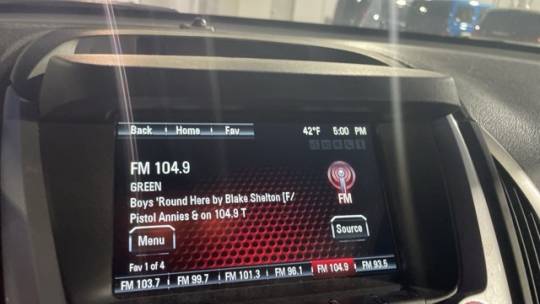 Back Home Fav 42°F 5:00 PM
FM 104.9
GREEN
Boys 'Round Here by Blake Shelton [F/
Pistol Annies & on 104.9 T
FM
Menu Source
Fav 1 of 4
FM 103.7 FM 99.7 FM 101.3 FM 96.1 FM 104.9 FM 93.5